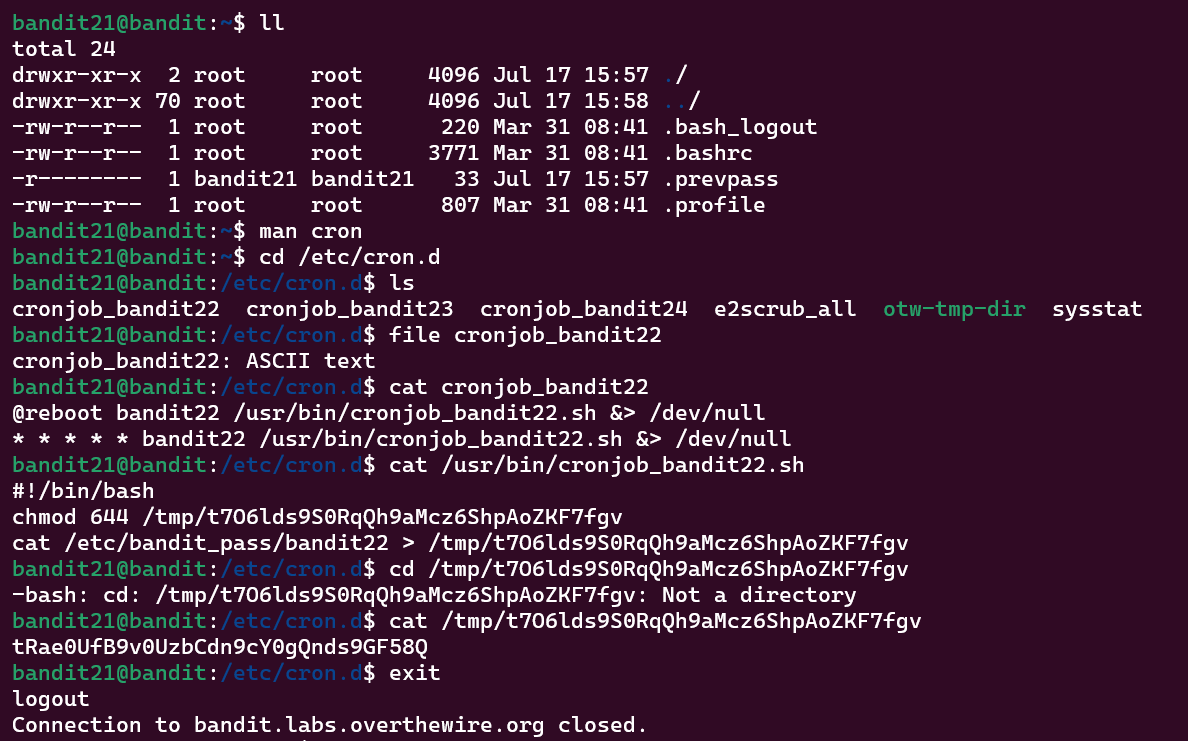 bandit21@bandit:~$ ll
total 24
drwxr-xr-x  2 root     root     4096 Jul 17 15:57 ./
drwxr-xr-x 70 root     root     4096 Jul 17 15:58 ../
-rw-r--r--  1 root     root      220 Mar 31 08:41 .bash_logout
-rw-r--r--  1 root     root     3771 Mar 31 08:41 .bashrc
-r--------  1 bandit21 bandit21   33 Jul 17 15:57 .prevpass
-rw-r--r--  1 root     root      807 Mar 31 08:41 .profile
bandit21@bandit:~$ man cron
bandit21@bandit:~$ cd /etc/cron.d
bandit21@bandit:/etc/cron.d$ ls
cronjob_bandit22  cronjob_bandit23  cronjob_bandit24  e2scrub_all  otw-tmp-dir  sysstat
bandit21@bandit:/etc/cron.d$ file cronjob_bandit22
cronjob_bandit22: ASCII text
bandit21@bandit:/etc/cron.d$ cat cronjob_bandit22
@reboot bandit22 /usr/bin/cronjob_bandit22.sh &> /dev/null
* * * * * bandit22 /usr/bin/cronjob_bandit22.sh &> /dev/null
bandit21@bandit:/etc/cron.d$ cat /usr/bin/cronjob_bandit22.sh
#!/bin/bash
chmod 644 /tmp/t7O6lds9S0RqQh9aMcz6ShpAoZKF7fgv
cat /etc/bandit_pass/bandit22 > /tmp/t7O6lds9S0RqQh9aMcz6ShpAoZKF7fgv
bandit21@bandit:/etc/cron.d$ cd /tmp/t7O6lds9S0RqQh9aMcz6ShpAoZKF7fgv
-bash: cd: /tmp/t7O6lds9S0RqQh9aMcz6ShpAoZKF7fgv: Not a directory
bandit21@bandit:/etc/cron.d$ cat /tmp/t7O6lds9S0RqQh9aMcz6ShpAoZKF7fgv
tRae0UfB9v0UzbCdn9cY0gQnds9GF58Q
bandit21@bandit:/etc/cron.d$ exit
logout
Connection to bandit.labs.overthewire.org closed.